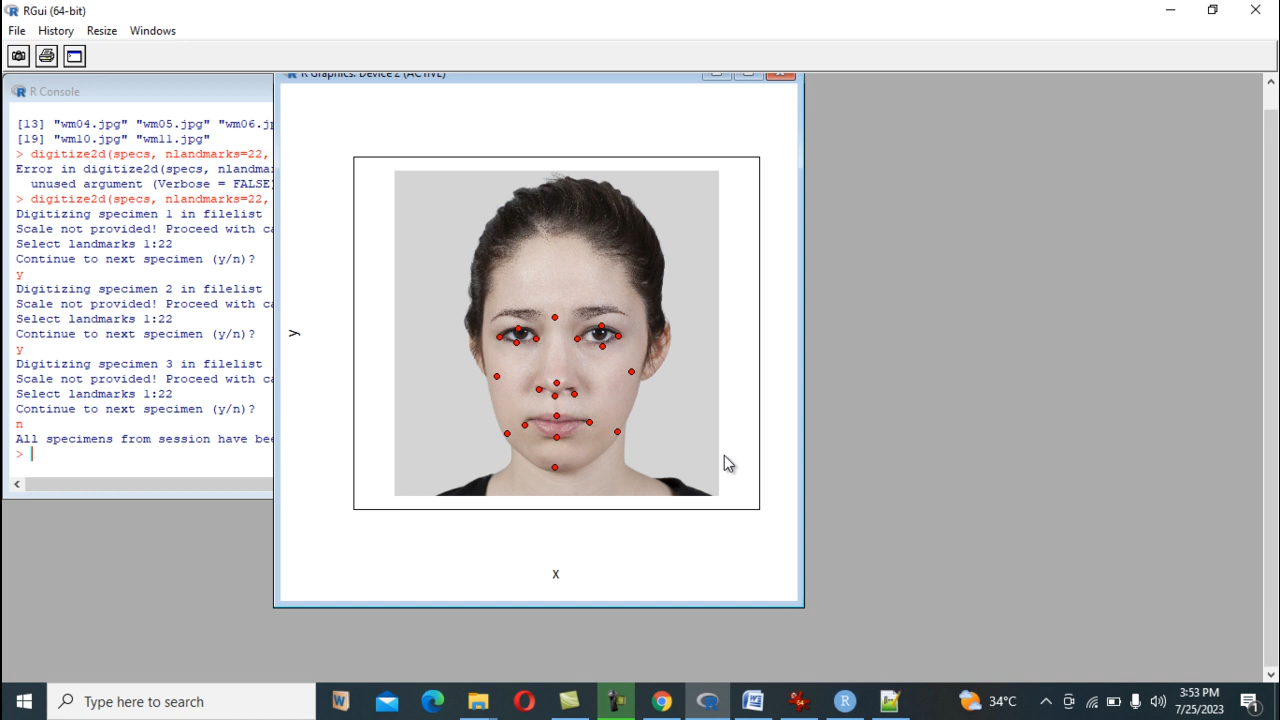 RGui (64-bit)
File History Resize Windows
R Console
[13] "wm04.jpg" "wm05.jpg" "wm06.jp
[19] "wm10.jpg" "wm11.jpg"
> digitize2d(specs, nlandmarks=22,
Error in digitize2d(specs, nlandma
unused argument (Verbose = FALSE
> digitize2d(specs, nlandmarks=22,
Digitizing specimen 1 in filelist
Scale not provided! Proceed with ca
Select landmarks 1:22
Continue to next specimen (y/n)?
y
Digitizing specimen 2 in filelist
Scale not provided! Proceed with ca
Select landmarks 1:22
Continue to next specimen (y/n)?
y
Digitizing specimen 3 in filelist
Scale not provided! Proceed with ca
Select landmarks 1:22
Continue to next specimen (y/n)?
n
All specimens from session have bee
>
R Graphics: Device 2 (ACTIVE)
y
x
Type here to search
34°C
3:53 PM
7/25/2023